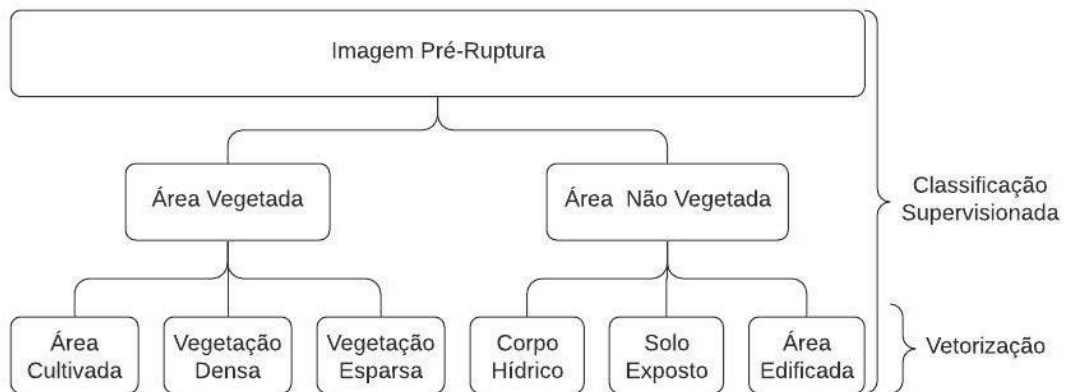 Imagem Pré-Ruptura
Área Vegetada
Área Não Vegetada
Classificação
Supervisionada
Área
Cultivada
Vegetação
Densa
Vegetação
Esparsa
Corpo
Hídrico
Solo
Exposto
Área
Edificada
Vetorização